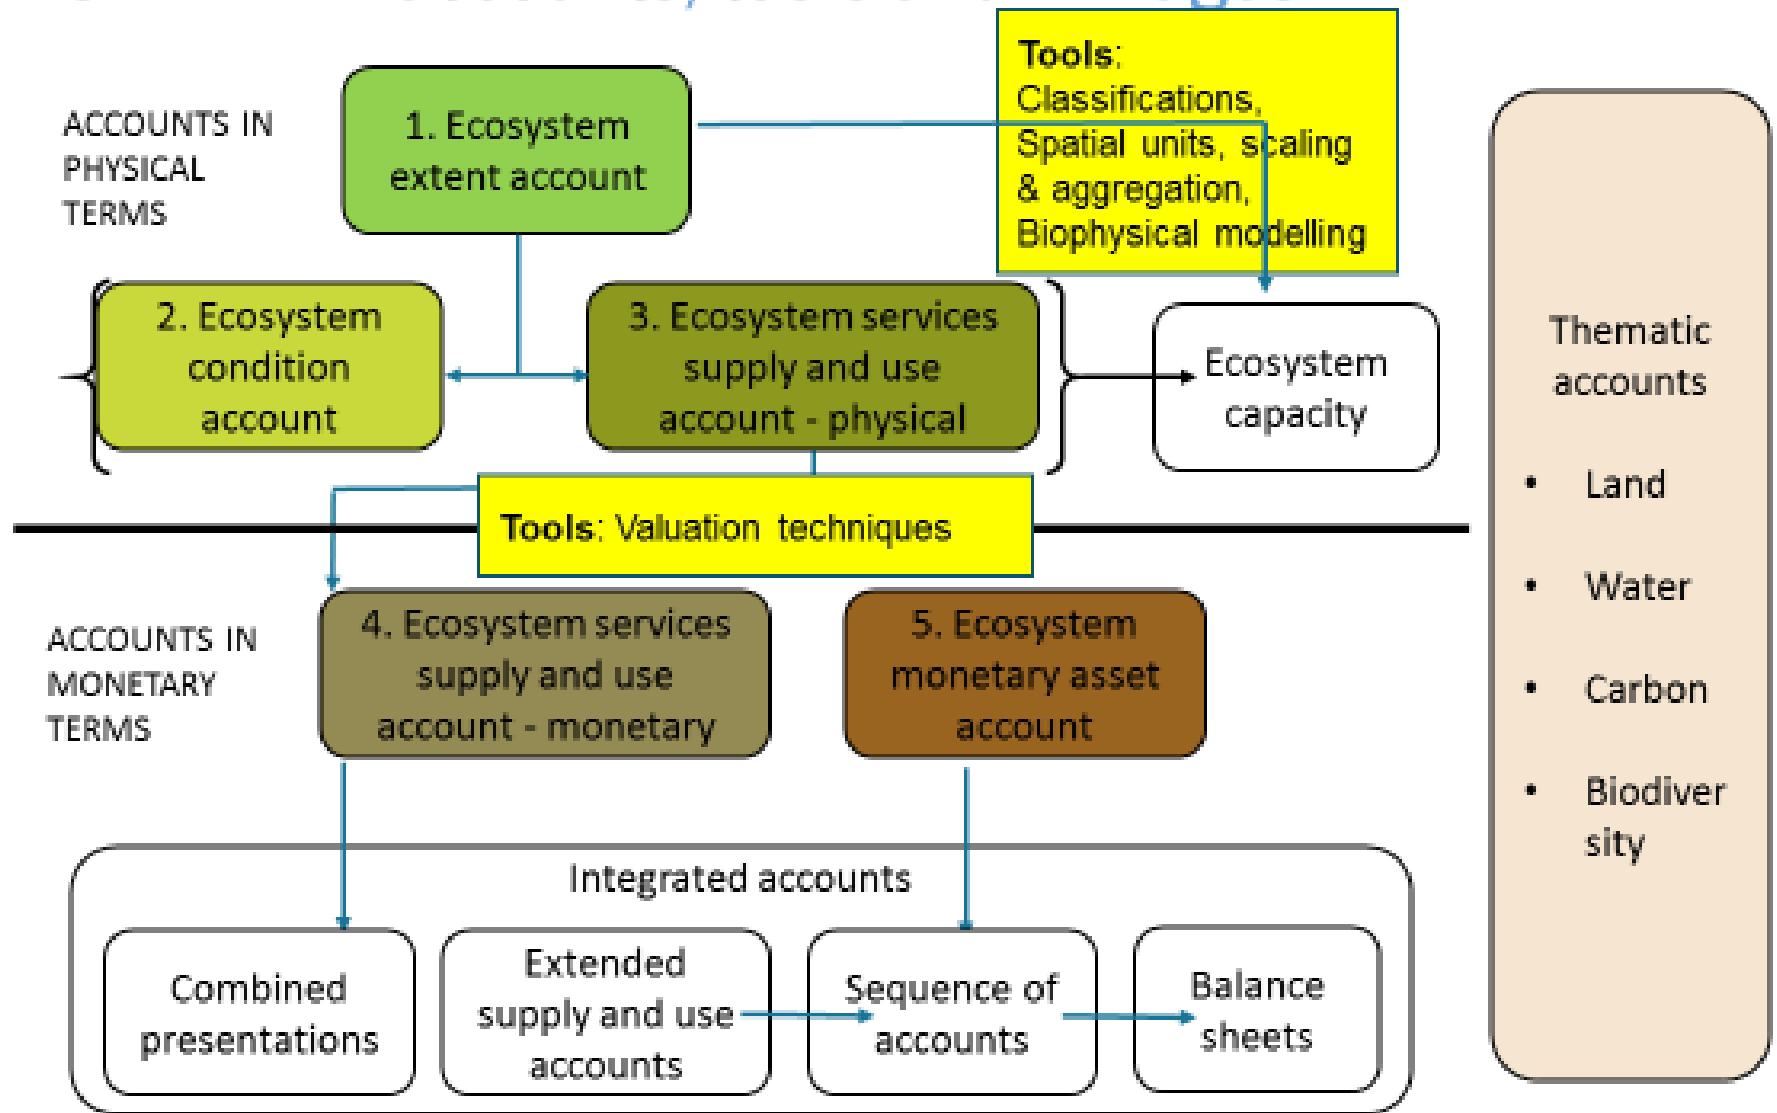 Tools:
Classifications,
Spatial units, scaling
& aggregation,
Biophysical modelling
ACCOUNTS IN
PHYSICAL
TERMS
1. Ecosystem
extent account
2. Ecosystem
condition
account
3. Ecosystem services
supply and use
account - physical
Ecosystem
capacity
Tools: Valuation techniques
ACCOUNTS IN
MONETARY
TERMS
4. Ecosystem services
supply and use
account - monetary
5. Ecosystem
monetary asset
account
Integrated accounts
Combined
presentations
Extended
supply and use
accounts
Sequence of
accounts
Balance
sheets
Thematic
accounts
• Land
• Water
• Carbon
• Biodiver
sity